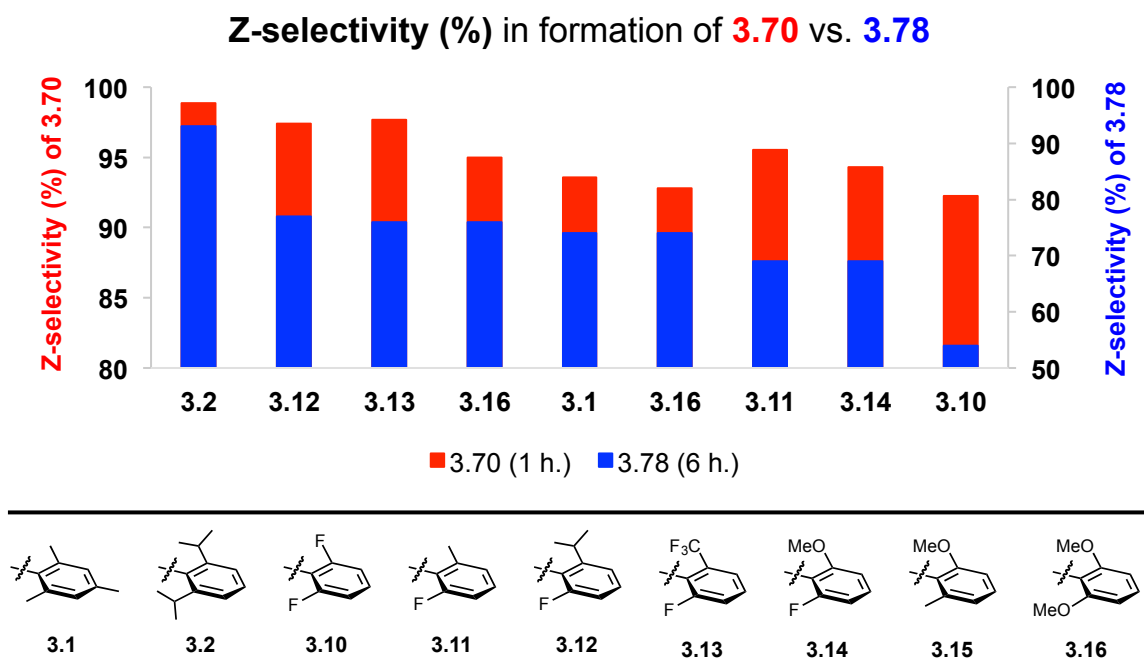 Z-selectivity (%) in formation of 3.70 vs. 3.78
Z-selectivity (%) of 3.70
100
95
90
85
80
100
90
80
70
60
50
Z-selectivity (%) of 3.78
3.2 3.12 3.13 3.16 3.1 3.16 3.11 3.14 3.10
3.70 (1 h.) 3.78 (6 h.)
F F F F F3C F MeO F MeO MeO MeO
3.1 3.2 3.10 3.11 3.12 3.13 3.14 3.15 3.16